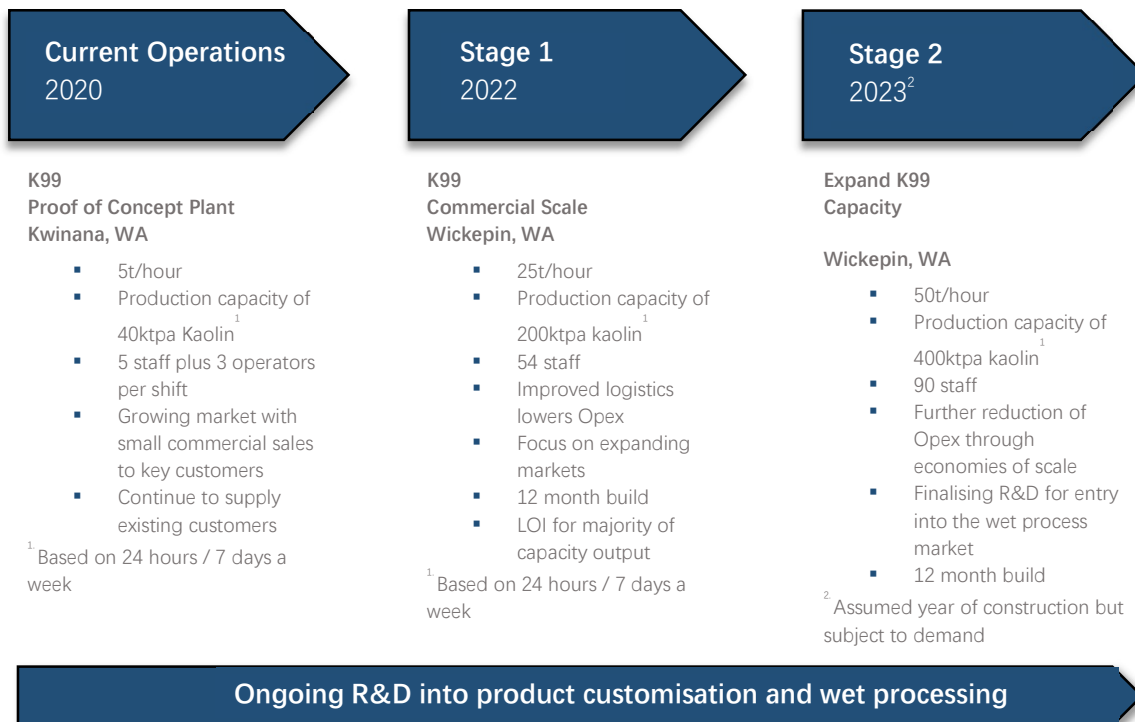 Current Operations
2020
K99
Proof of Concept Plant
Kwinana, WA
▪ 5t/hour
▪ Production capacity of
40ktpa Kaolin¹
▪ 5 staff plus 3 operators
per shift
▪ Growing market with
small commercial sales
to key customers
▪ Continue to supply
existing customers
1. Based on 24 hours / 7 days a
week
Stage 1
2022
K99
Commercial Scale
Wickepin, WA
▪ 25t/hour
▪ Production capacity of
200ktpa kaolin¹
▪ 54 staff
▪ Improved logistics
lowers Opex
▪ Focus on expanding
markets
▪ 12 month build
▪ LOI for majority of
capacity output
1. Based on 24 hours / 7 days a
week
Stage 2
2023²
Expand K99
Capacity
Wickepin, WA
▪ 50t/hour
▪ Production capacity of
400ktpa kaolin¹
▪ 90 staff
▪ Further reduction of
Opex through
economies of scale
▪ Finalising R&D for entry
into the wet process
market
▪ 12 month build
2. Assumed year of construction but
subject to demand
Ongoing R&D into product customisation and wet processing